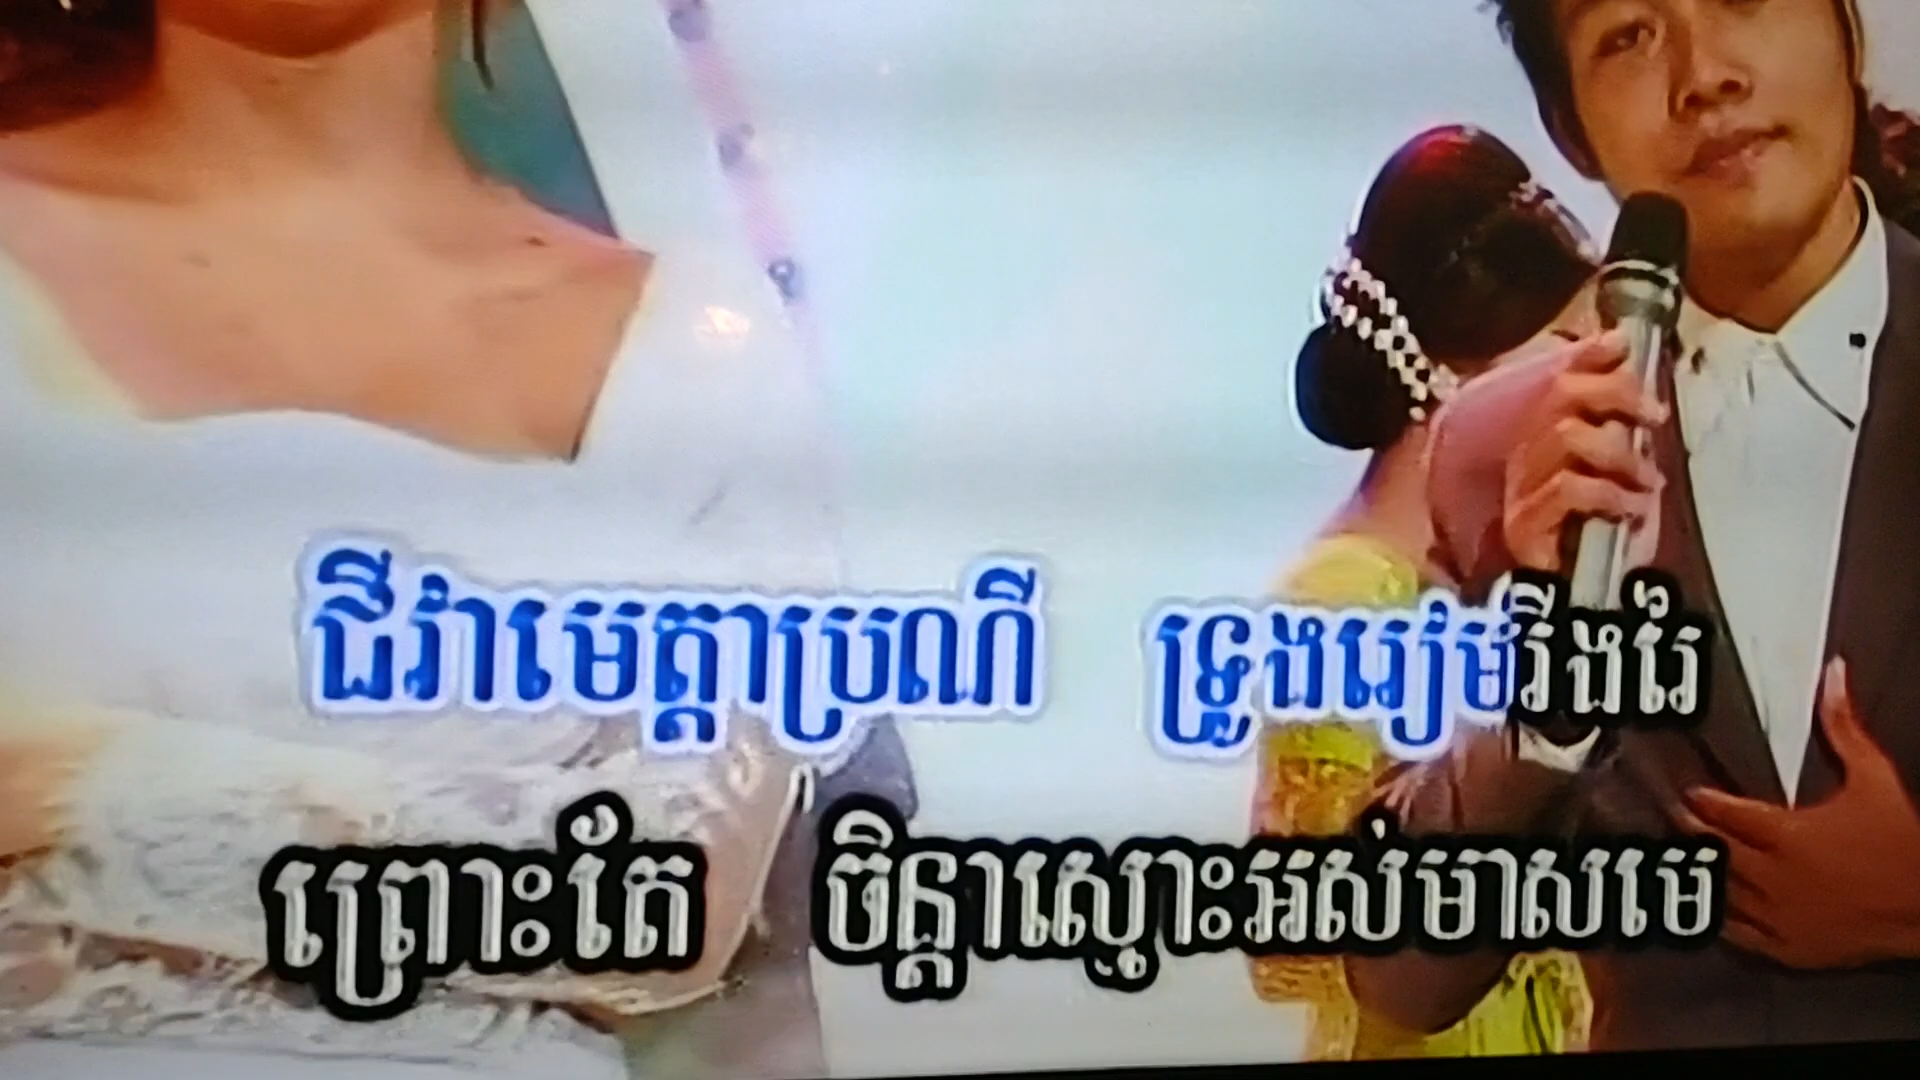 ជីវាមេត្តាប្រណី ទ្រួងរៀមរីងរៃ
ព្រោះតែ ចិន្តាស្មោះអស់មាសមេ